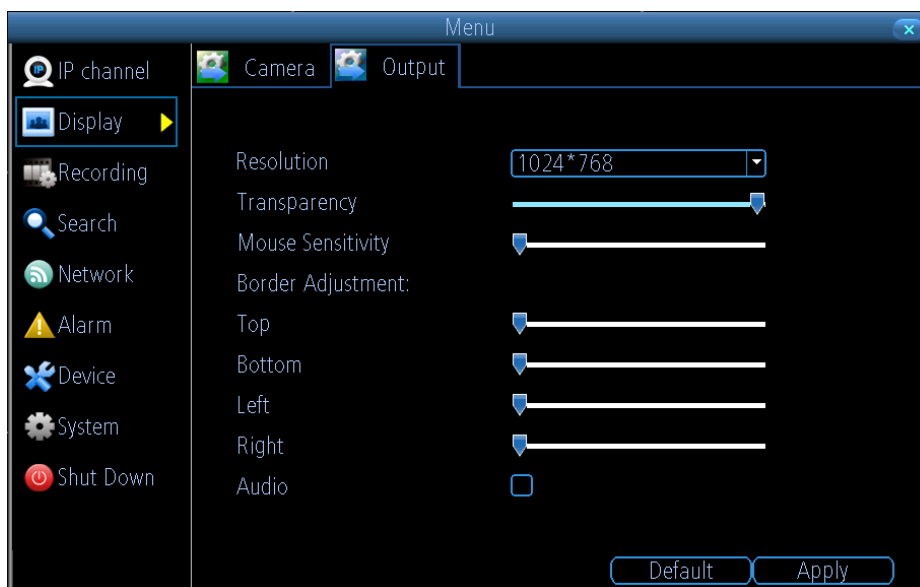 Menu
IP channel
Display
Recording
Search
Network
Alarm
Device
System
Shut Down
Camera
Output
Resolution 1024*768
Transparency
Mouse Sensitivity
Border Adjustment:
Top
Bottom
Left
Right
Audio
Default Apply